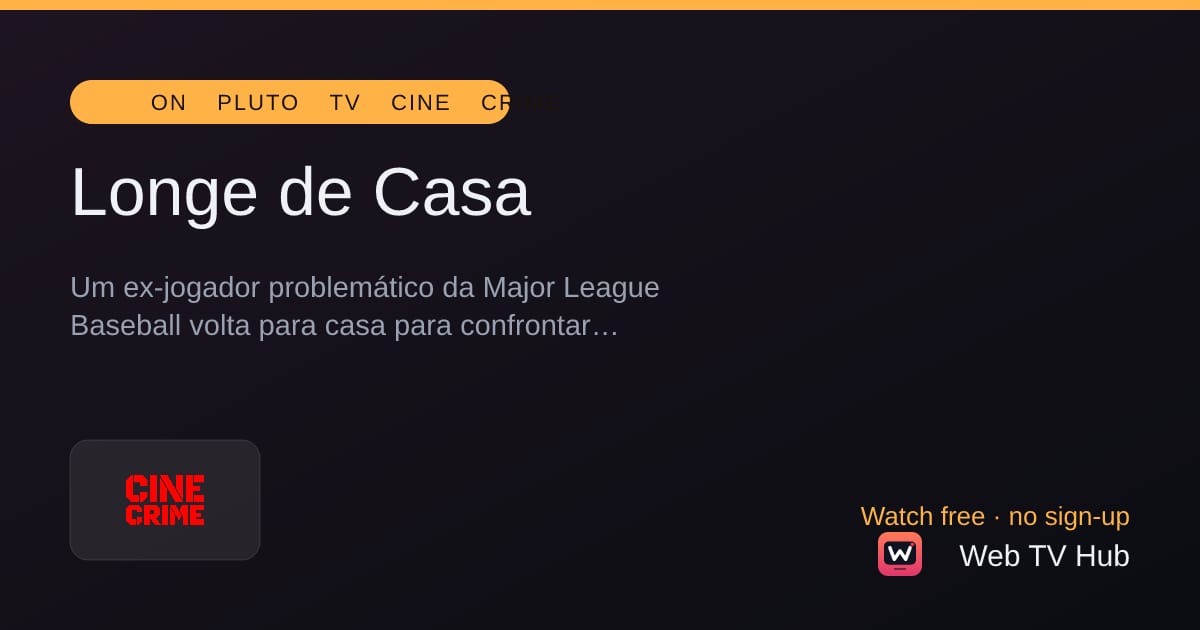 ON PLUTO TV CINE CRIME
Longe de Casa
Um ex-jogador problemático da Major League
Baseball volta para casa para confrontar…
CINE
CRIME
Watch free · no sign-up
W
Web TV Hub